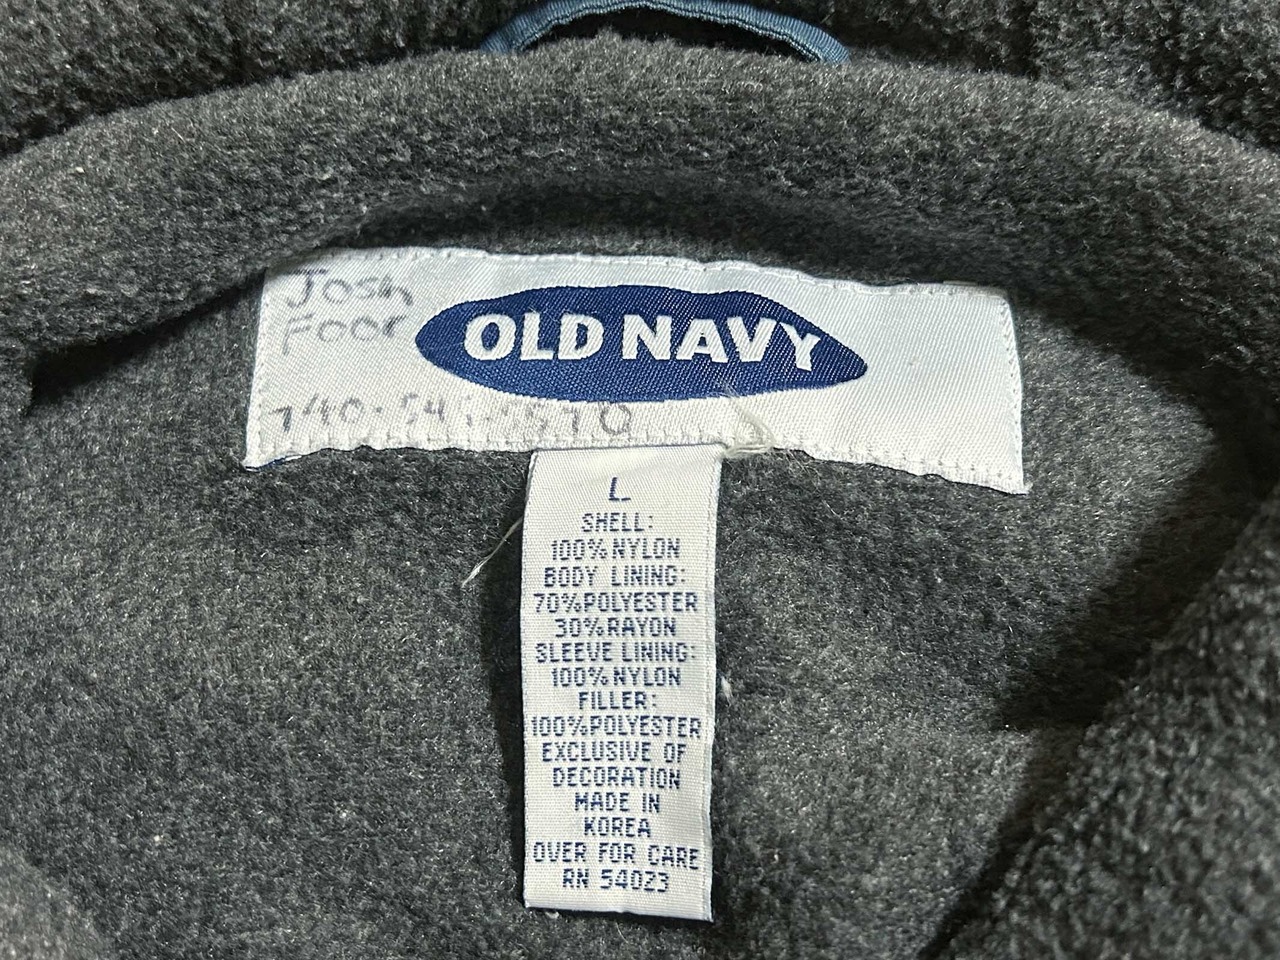 Josh
Foor
OLD NAVY
L
SHELL:
100% NYLON
BODY LINING:
70%POLYESTER
30%RAYON
SLEEVE LINING:
100% NYLON
FILLER:
100%POLYESTER
EXCLUSIVE OF
DECORATION
MADE IN
KOREA
OVER FOR CARE
RN 54023